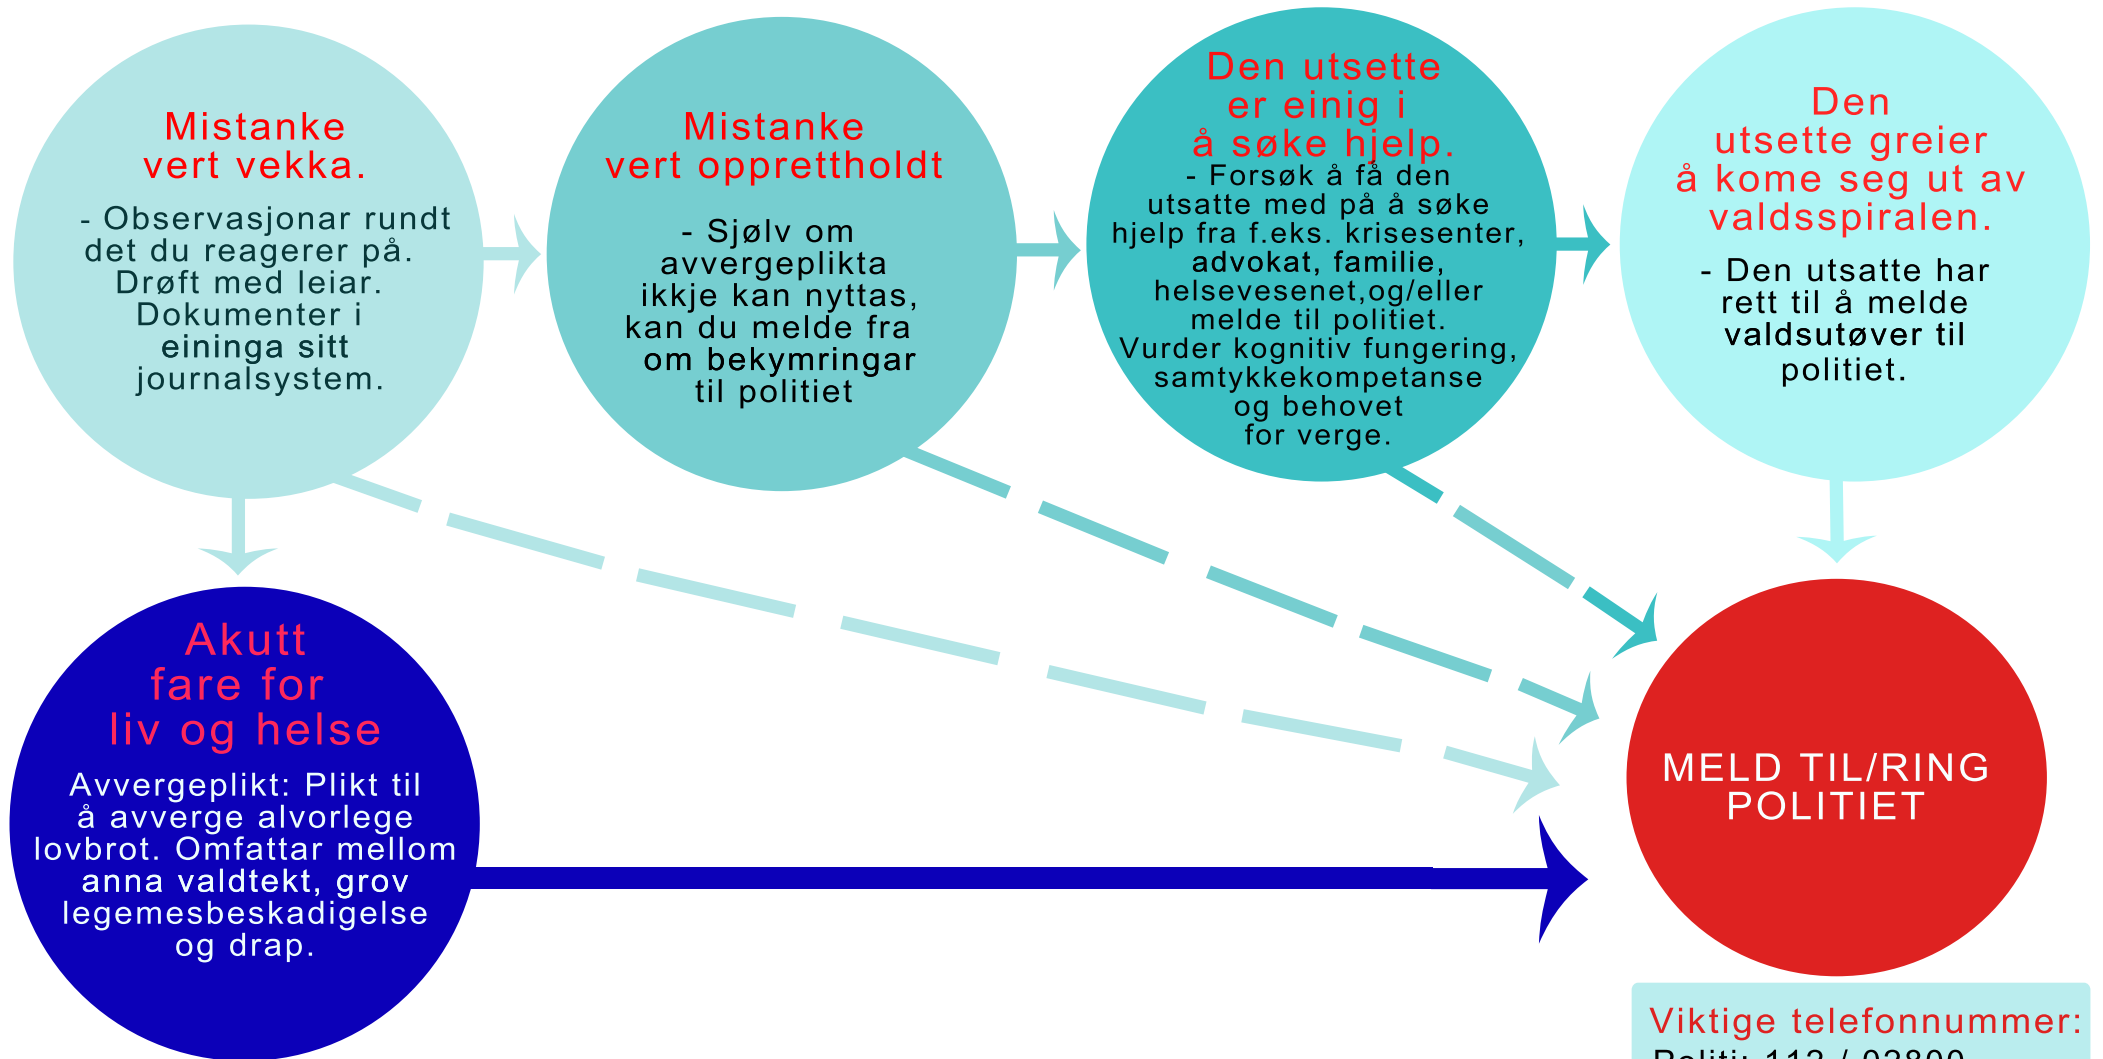 Mistanke
vert vekka.
- Observasjonar rundt
det du reagerer på.
Drøft med leiar.
Dokumenter i
eininga sitt
journalsystem.
Mistanke
vert opprettholdt
- Sjølv om
avvergeplikta
ikkje kan nyttas,
kan du melde fra
om bekymringar
til politiet
Den utsette
er einig i
å søke hjelp.
- Forsøk å få den
utsatte med på å søke
hjelp fra f.eks. krisesenter,
advokat, familie,
helsevesenet,og/eller
melde til politiet.
Vurder kognitiv fungering,
samtykkekompetanse
og behovet
for verge.
Den
utsette greier
å kome seg ut av
valdsspiralen.
- Den utsatte har
rett til å melde
valdsutøver til
politiet.
Akutt
fare for
liv og helse
Avvergeplikt: Plikt til
å avverge alvorlege
lovbrot. Omfattar mellom
anna valdtekt, grov
legemesbeskadigelse
og drap.
MELD TIL/RING
POLITIET
Viktige telefonnummer:
Politi: 112 / 02800